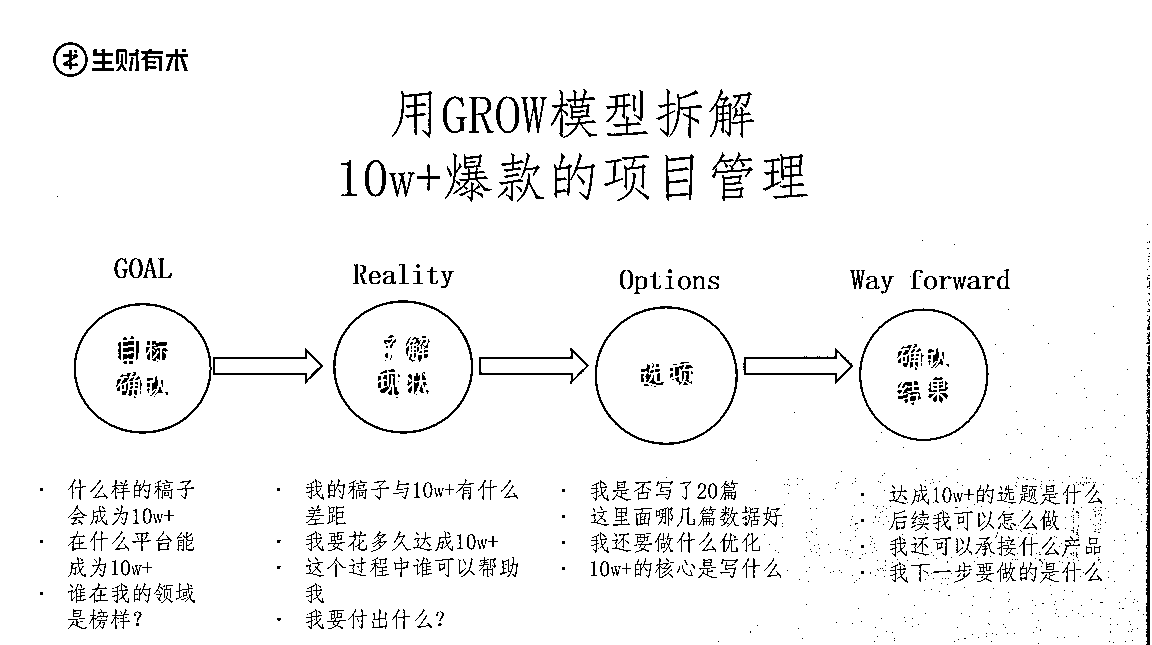 生财有术
用GROW模型拆解
10w+爆款的项目管理
GOAL
Reality
Options
Way forward
目标
确认
了解
现状
选项
确认
结果
· 什么样的稿子
会成为10w+
· 在什么平台能
成为10w+
· 谁在我的领域
是榜样?
· 我的稿子与10w+有什么
差距
· 我要花多久达成10w+
· 这个过程中谁可以帮助
我
· 我要付出什么?
· 我是否写了20篇
· 这里面哪几篇数据好
· 我还要做什么优化
· 10w+的核心是写什么
· 达成10w+的选题是什么
· 后续我可以怎么做
· 我还可以承接什么产品
· 我下一步要做的是什么